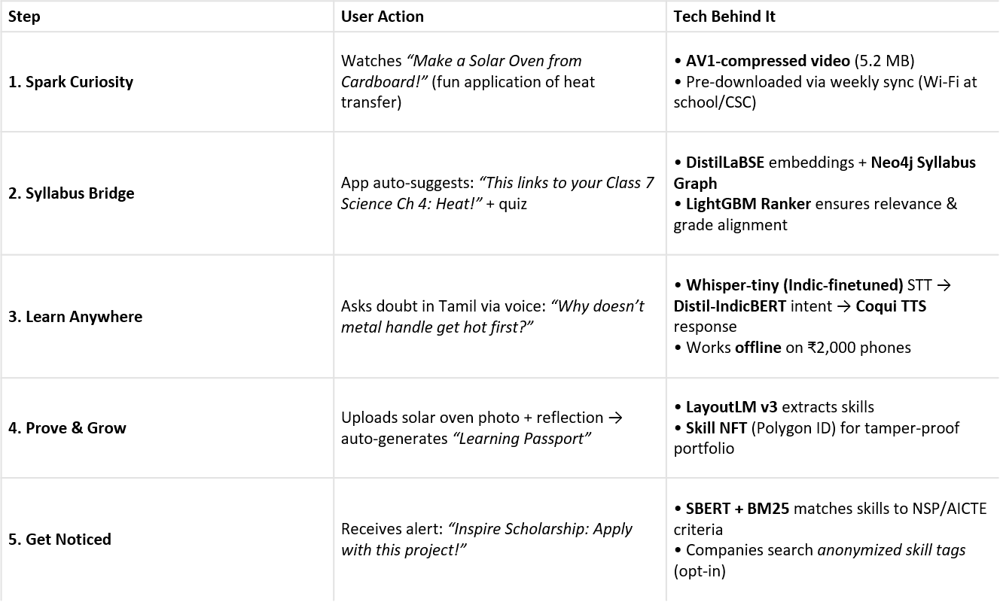 Step
User Action
Tech Behind It
1. Spark Curiosity
Watches “Make a Solar Oven from
Cardboard!” (fun application of heat
transfer)
• AV1-compressed video (5.2 MB)
• Pre-downloaded via weekly sync (Wi-Fi at
school/CSC)
2. Syllabus Bridge
App auto-suggests: “This links to your Class 7
Science Ch 4: Heat!” + quiz
• DistilLaBSE embeddings + Neo4j Syllabus
Graph
• LightGBM Ranker ensures relevance &
grade alignment
3. Learn Anywhere
Asks doubt in Tamil via voice: “Why doesn’t
metal handle get hot first?”
• Whisper-tiny (Indic-finetuned) STT →
Distil-IndicBERT intent → Coqui TTS
response
• Works offline on ₹2,000 phones
4. Prove & Grow
Uploads solar oven photo + reflection →
auto-generates “Learning Passport”
• LayoutLM v3 extracts skills
• Skill NFT (Polygon ID) for tamper-proof
portfolio
5. Get Noticed
Receives alert: “Inspire Scholarship: Apply
with this project!”
• SBERT + BM25 matches skills to NSP/AICTE
criteria
• Companies search anonymized skill tags
(opt-in)